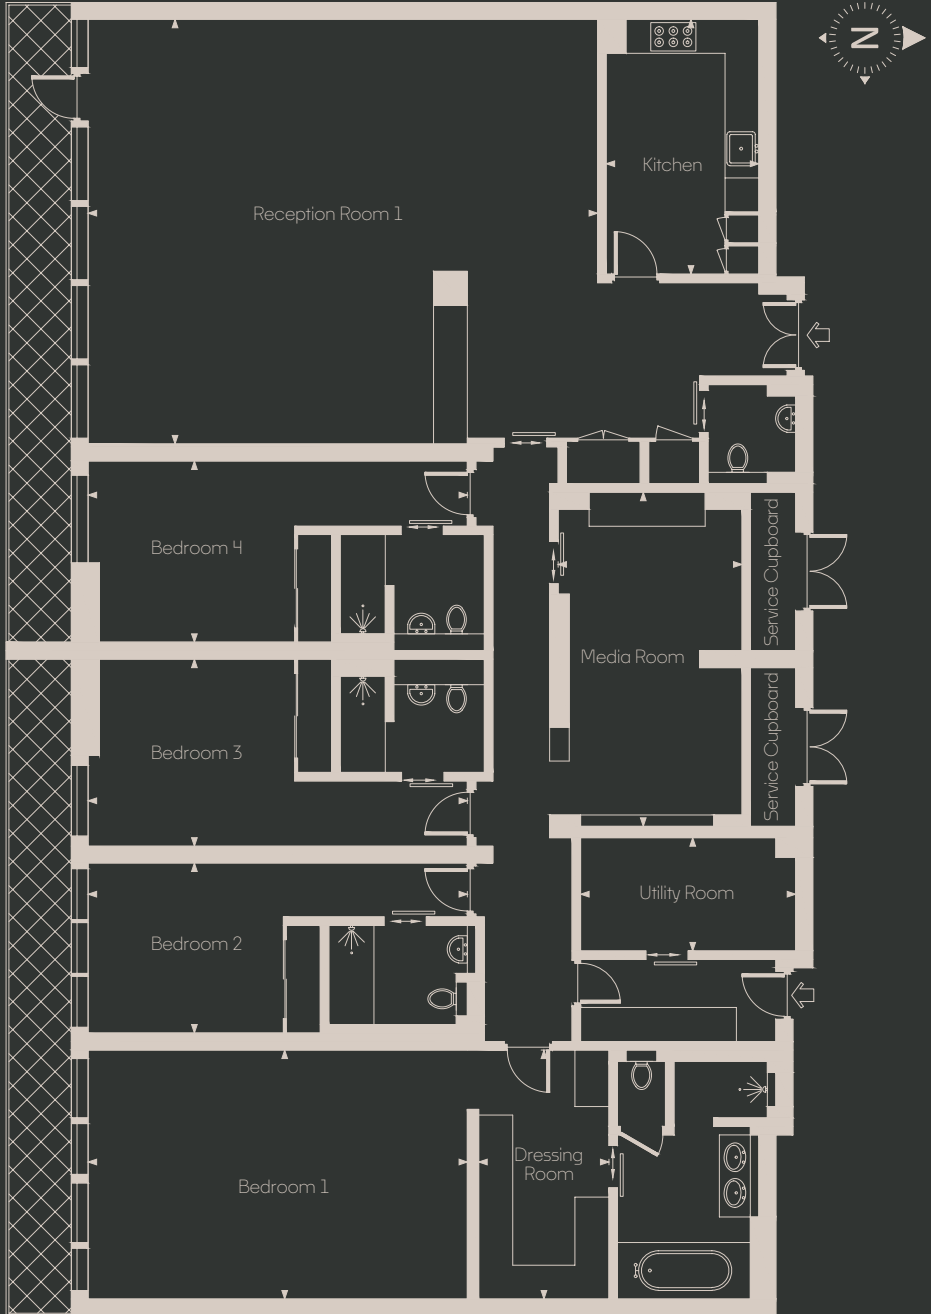 N
Kitchen
Reception Room 1
Bedroom 4
Service Cupboard
Media Room
Bedroom 3
Service Cupboard
Utility Room
Bedroom 2
Dressing
Room
Bedroom 1